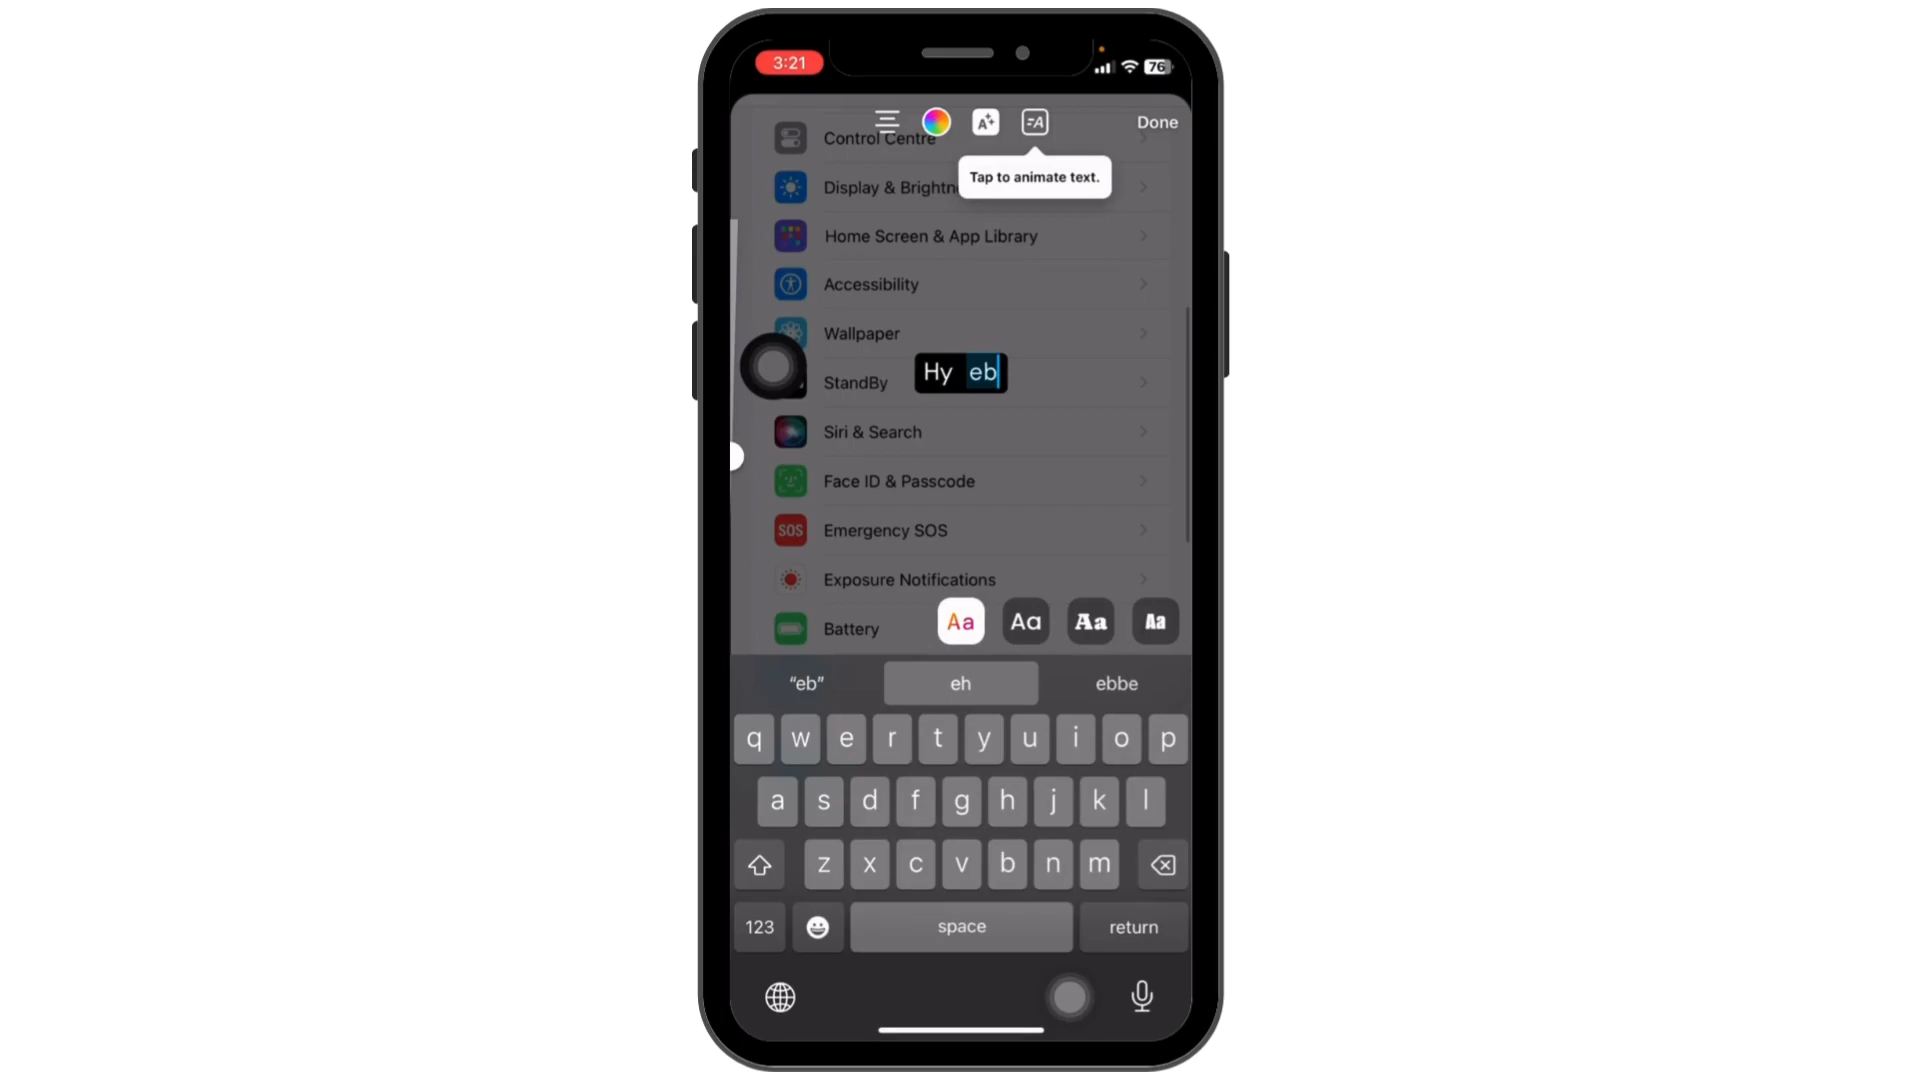 3:21
76
A
=A
Done
Control Centre
Tap to animate text.
Display & Brightn
Home Screen & App Library
Accessibility
Wallpaper
Hy eb
StandBy
Siri & Search
Face ID & Passcode
SOS Emergency SOS
Exposure Notifications
Battery
Aa Aa Aa Aa
“eb” eh ebbe
q w e r t y u i o p
a s d f g h j k l
z x c v b n m
123 space return